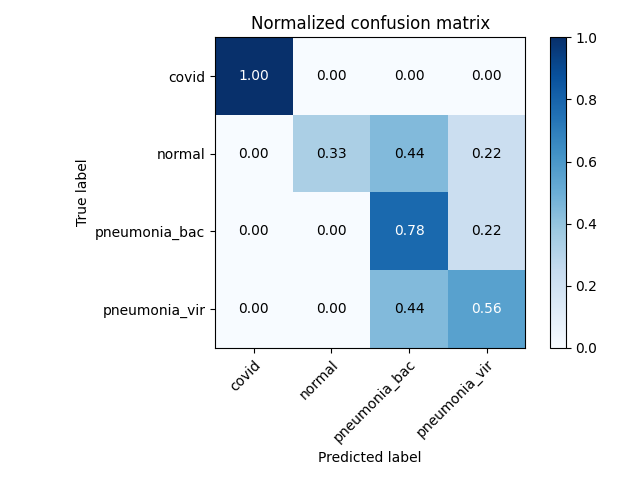 Normalized confusion matrix
True label
covid 1.00 0.00 0.00 0.00
normal 0.00 0.33 0.44 0.22
pneumonia_bac 0.00 0.00 0.78 0.22
pneumonia_vir 0.00 0.00 0.44 0.56
covid normal pneumonia_bac pneumonia_vir
Predicted label
1.0
0.8
0.6
0.4
0.2
0.0